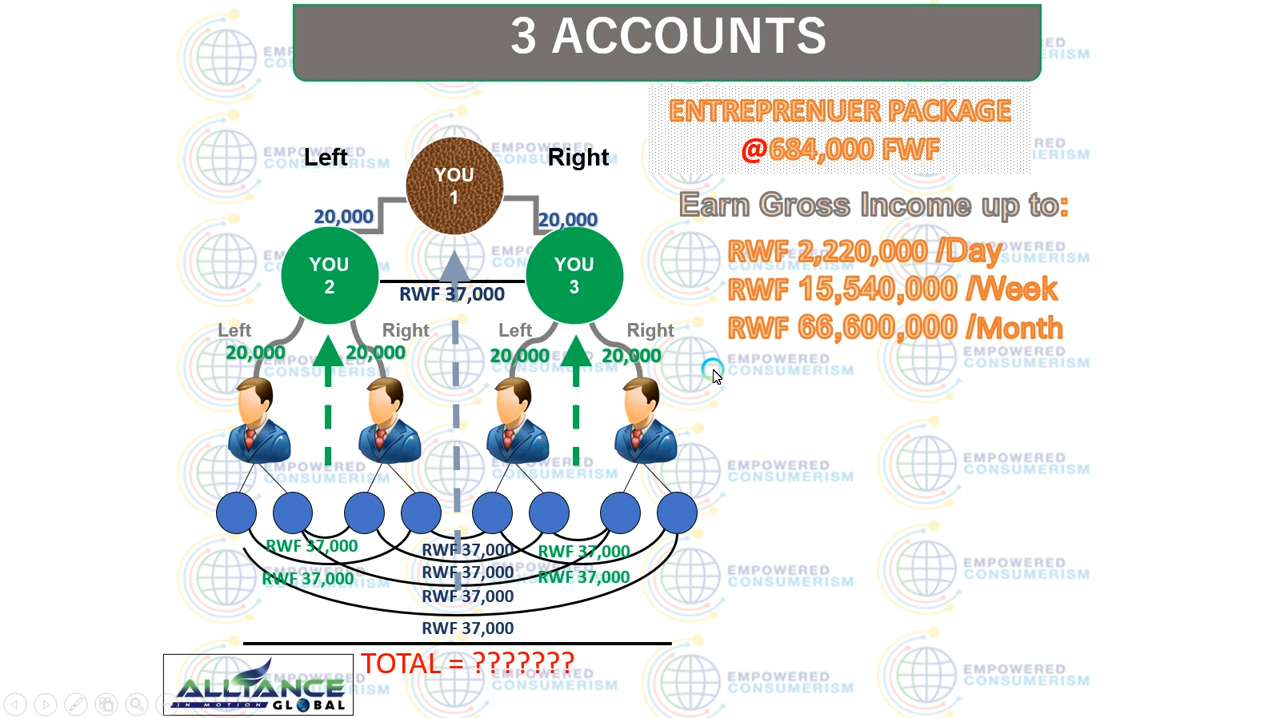 3 ACCOUNTS
ENTREPRENUER PACKAGE
@684,000 FWF
Earn Gross Income up to:
RWF 2,220,000 /Day
RWF 15,540,000 /Week
RWF 66,600,000 /Month
Left
Right
YOU
1
20,000
20,000
YOU
2
YOU
3
RWF 37,000
Left
Right
Left
Right
20,000
20,000
20,000
20,000
RWF 37,000
RWF 37,000
RWF 37,000
RWF 37,000
RWF 37,000
RWF 37,000
RWF 37,000
RWF 37,000
TOTAL = ???????
ALLIANCE
IN MOTION GLOBAL
EMPOWERED
CONSUMERISM